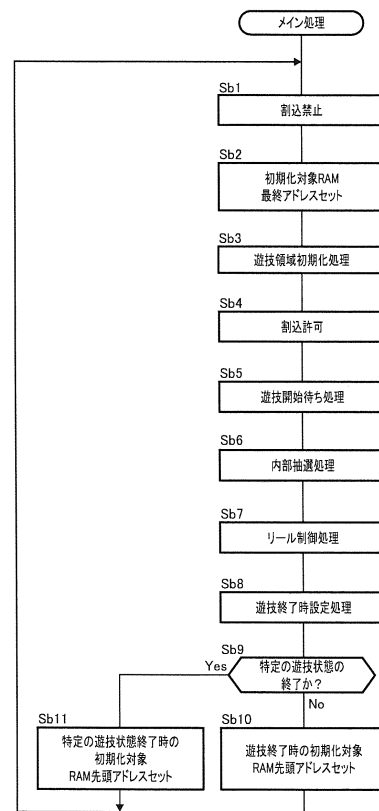 メイン処理
Sb1
割込禁止
Sb2
初期化対象RAM
最終アドレスセット
Sb3
遊技領域初期化処理
Sb4
割込許可
Sb5
遊技開始待ち処理
Sb6
内部抽選処理
Sb7
リール制御処理
Sb8
遊技終了時設定処理
Sb9
特定の遊技状態の
終了か？
Yes
No
Sb11
特定の遊技状態終了時の
初期化対象
RAM先頭アドレスセット
Sb10
遊技終了時の初期化対象
RAM先頭アドレスセット